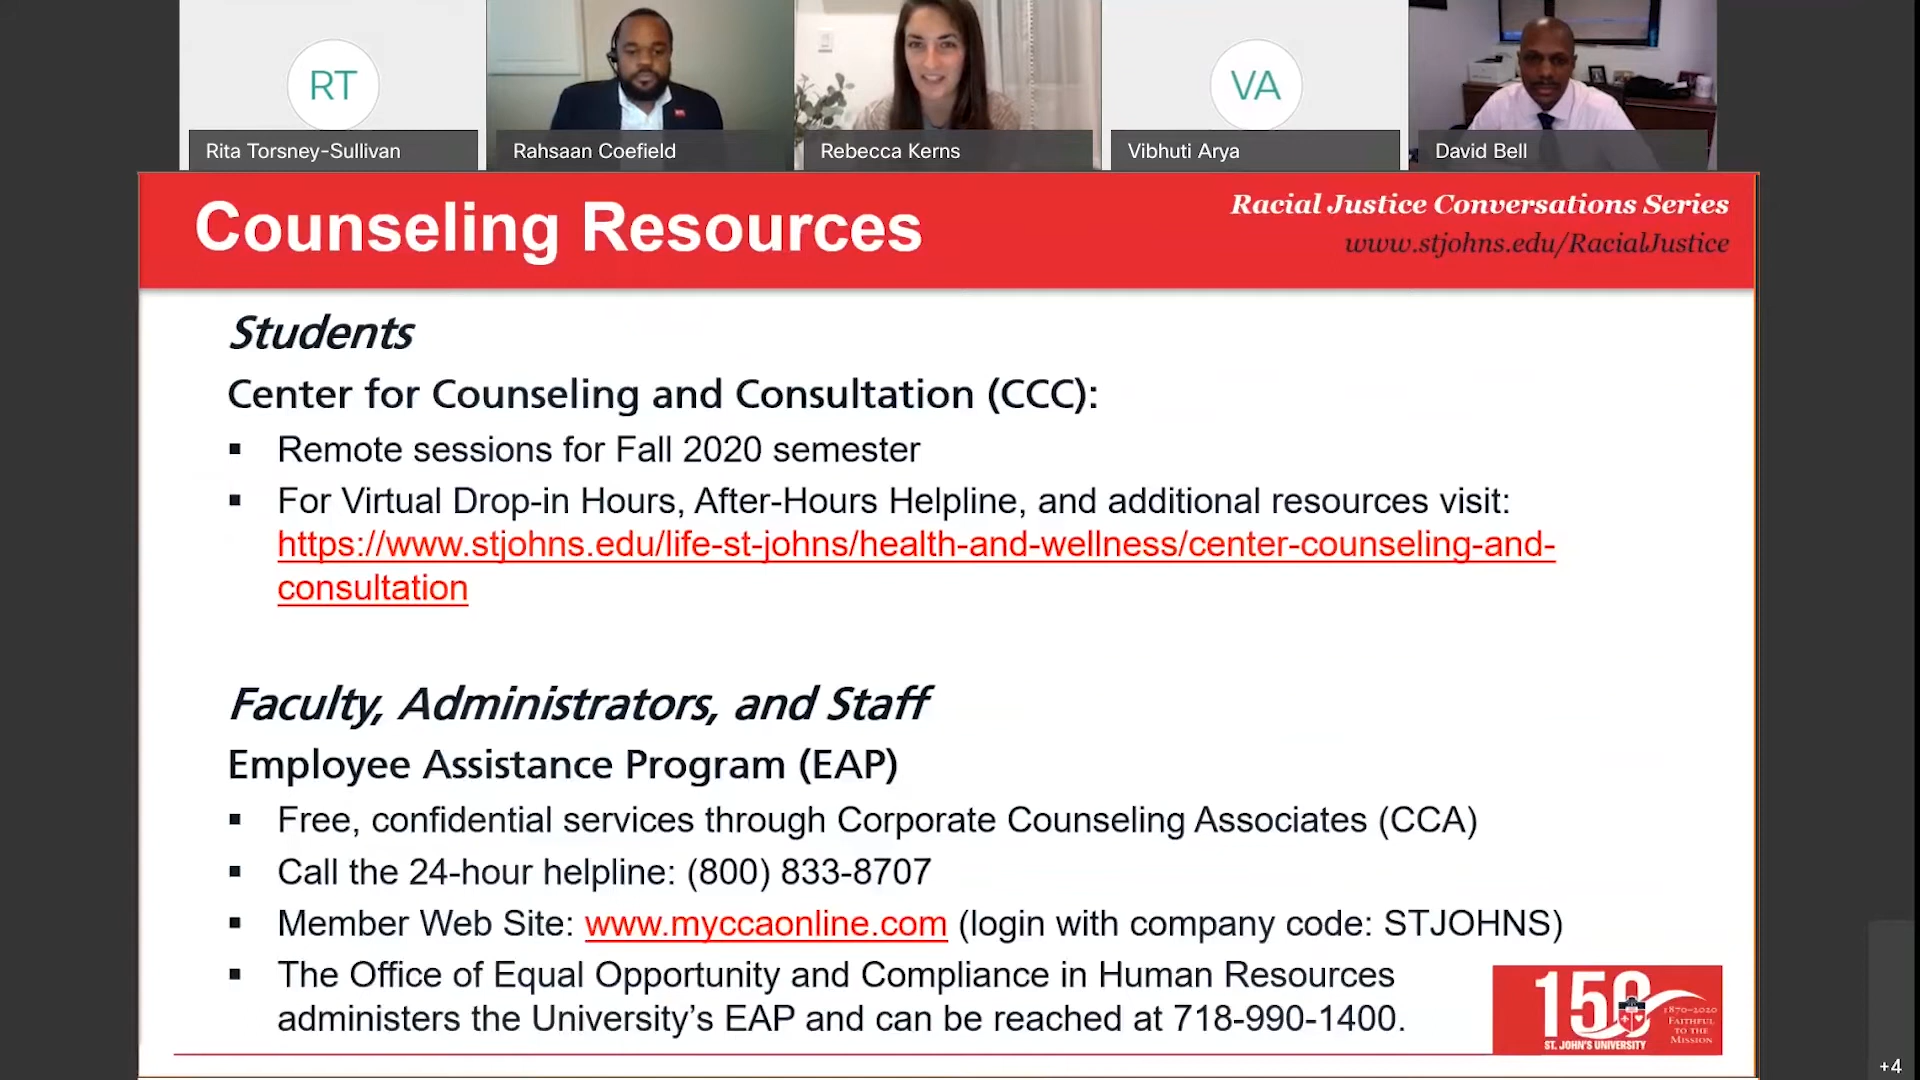 RT
VA
Rita Torsney-Sullivan
Rahsaan Coefield
Rebecca Kerns
Vibhuti Arya
David Bell
Counseling Resources
Racial Justice Conversations Series
www.stjohns.edu/RacialJustice
Students
Center for Counseling and Consultation (CCC):
▪ Remote sessions for Fall 2020 semester
▪ For Virtual Drop-in Hours, After-Hours Helpline, and additional resources visit:
https://www.stjohns.edu/life-st-johns/health-and-wellness/center-counseling-and-
consultation
Faculty, Administrators, and Staff
Employee Assistance Program (EAP)
▪ Free, confidential services through Corporate Counseling Associates (CCA)
▪ Call the 24-hour helpline: (800) 833-8707
▪ Member Web Site: www.myccaonline.com (login with company code: STJOHNS)
▪ The Office of Equal Opportunity and Compliance in Human Resources
administers the University's EAP and can be reached at 718-990-1400.
150
1870–2020
FAITHFUL
TO THE
MISSION
ST. JOHN'S UNIVERSITY
+4